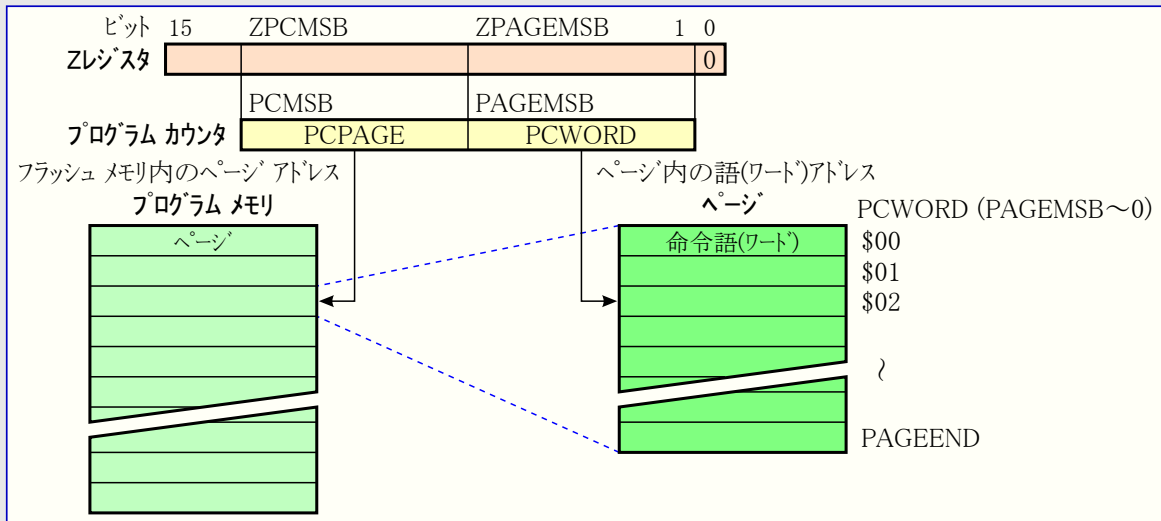 ビット 15 ZPCMSB ZPAGEMSB 1 0
Zレジスタ 0
PCMSB PAGEMSB
プログラム カウンタ PCPAGE PCWORD
フラッシュ メモリ内のページ アドレス ページ内の語(ワード)アドレス
プログラム メモリ ページ PCWORD (PAGEMSB～0)
ページ 命令語(ワード) $00
$01
$02
～
PAGEEND